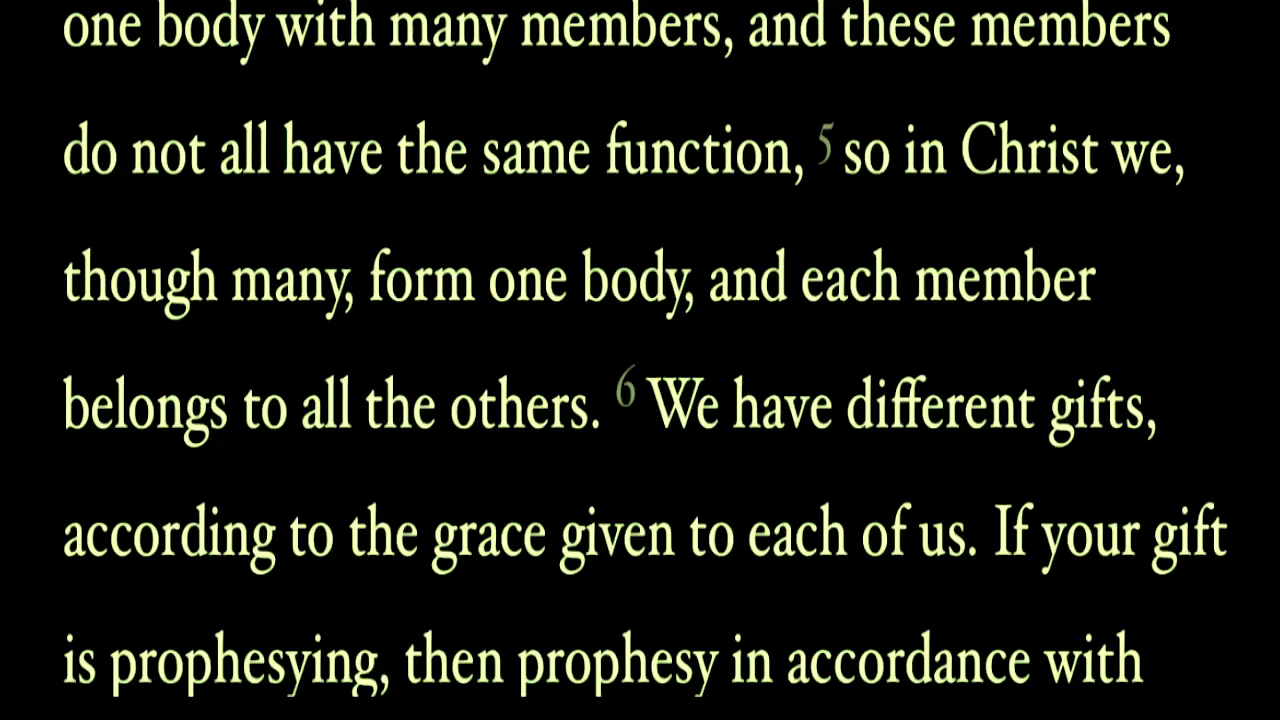 one body with many members, and these members
do not all have the same function, 5 so in Christ we,
though many, form one body, and each member
belongs to all the others. 6 We have different gifts,
according to the grace given to each of us. If your gift
is prophesying, then prophesy in accordance with